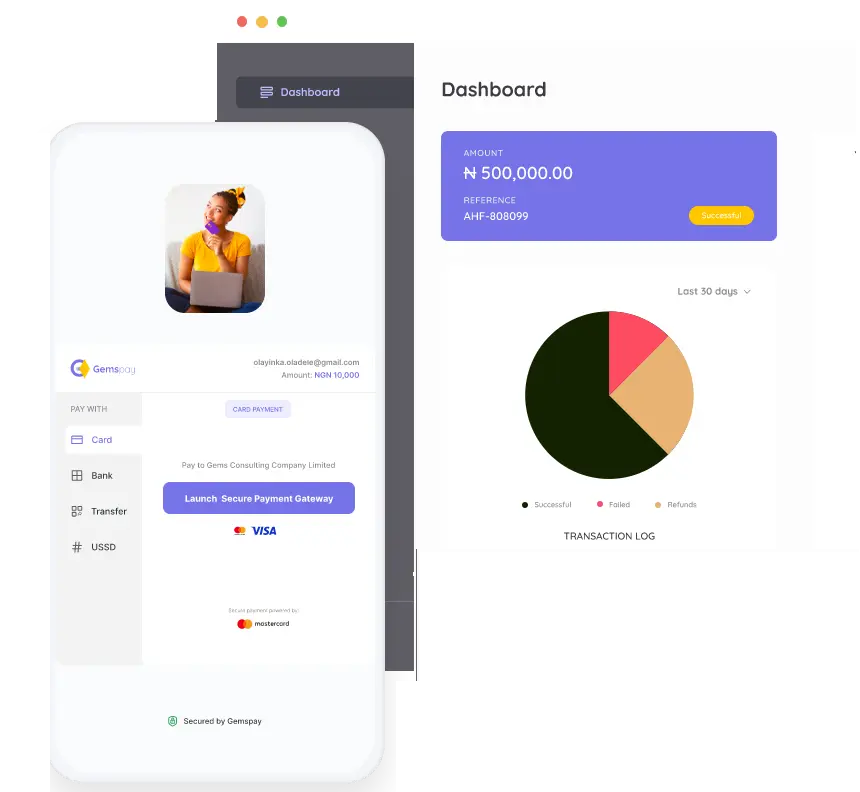 Dashboard
Dashboard
AMOUNT
₦ 500,000.00
REFERENCE
AHF-808099
Successful
Last 30 days
Successful
Failed
Refunds
TRANSACTION LOG
Gemspay
olayinka.oladele@gmail.com
Amount: NGN 10,000
PAY WITH
Card
Bank
Transfer
USSD
CARD PAYMENT
Pay to Gems Consulting Company Limited
Launch Secure Payment Gateway
VISA
Secure payment powered by
mastercard
Secured by Gemspay